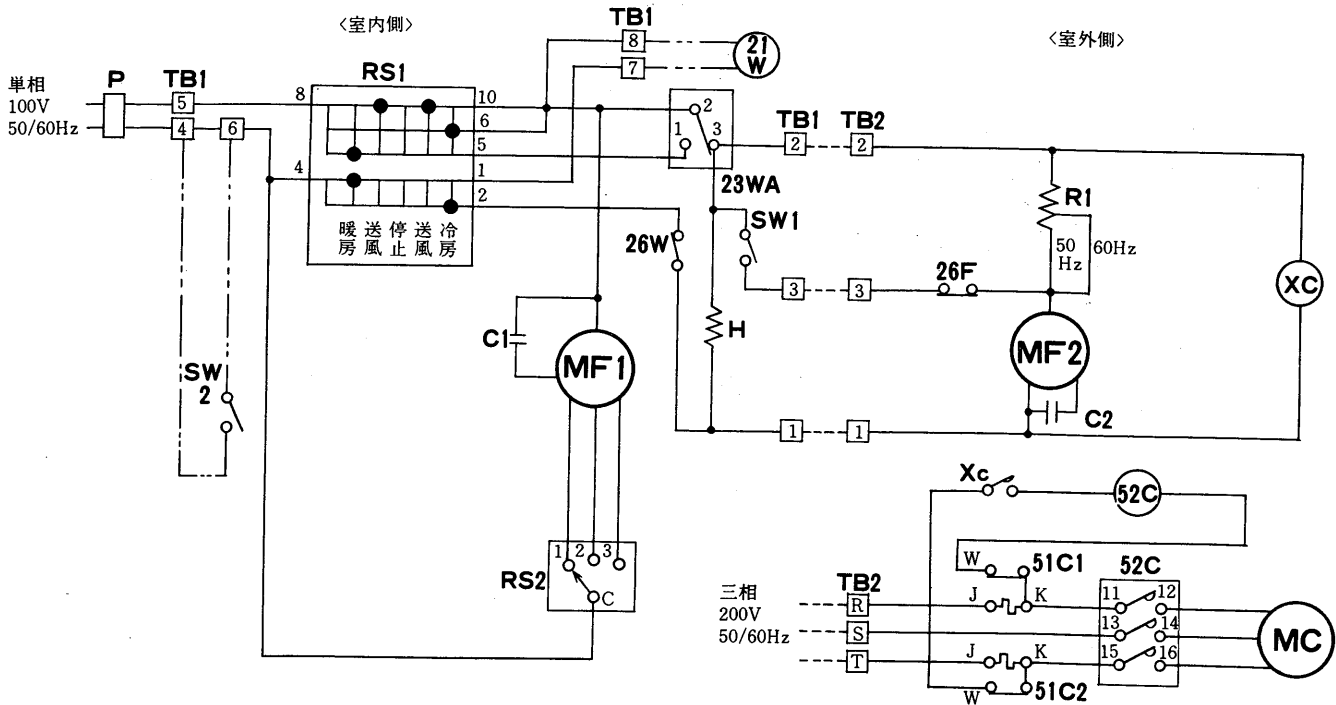 〈室内側〉
〈室外側〉
単相
100V
50/60Hz
P
TB1
5
4
6
RS1
8
4
10
6
5
1
2
暖房
送風
停止
送風
冷房
TB1
8
7
21
W
2
1
3
23WA
TB1
TB2
2
2
SW1
26W
H
3
3
26F
R1
50
Hz
60Hz
XC
MF2
C2
1
1
SW
2
C1
MF1
RS2
1
2
3
C
Xc
52C
W
51C1
52C
三相
200V
50/60Hz
TB2
R
S
T
J
K
J
K
W
51C2
11
12
13
14
15
16
MC